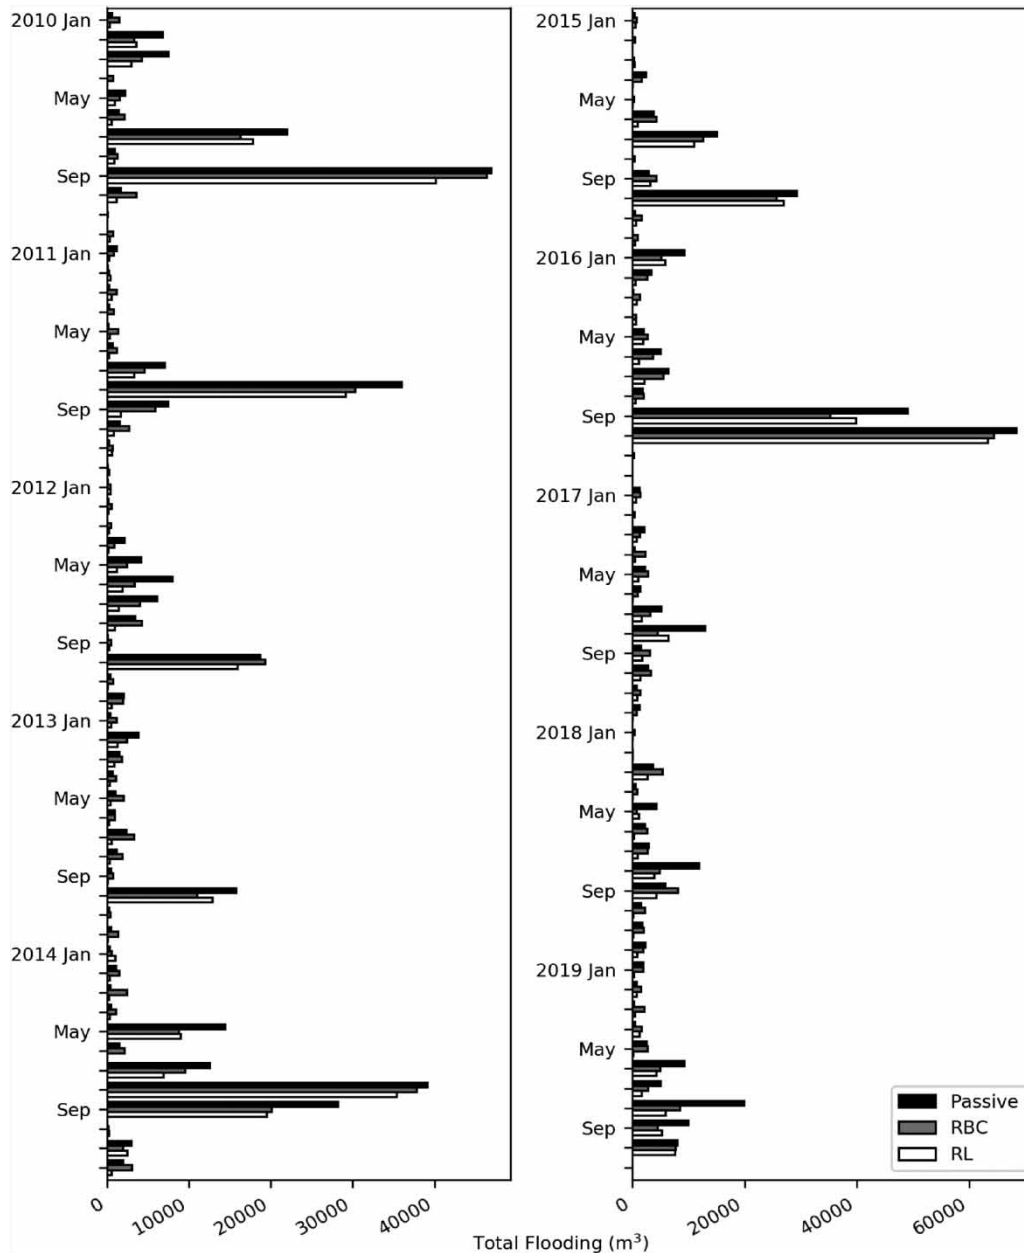 2010 Jan
May
Sep
2011 Jan
May
Sep
2012 Jan
May
Sep
2013 Jan
May
Sep
2014 Jan
May
Sep
0
10000
20000
30000
40000
2015 Jan
May
Sep
2016 Jan
May
Sep
2017 Jan
May
Sep
2018 Jan
May
Sep
2019 Jan
May
Sep
Passive
RBC
RL
0
20000
40000
60000
Total Flooding (m³)